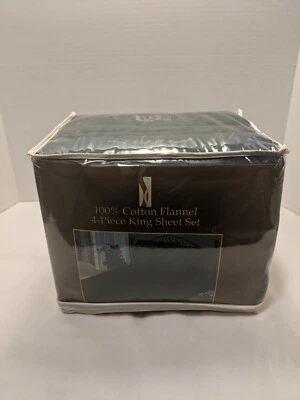 100% Cotton Flannel
4-Piece King Sheet Set